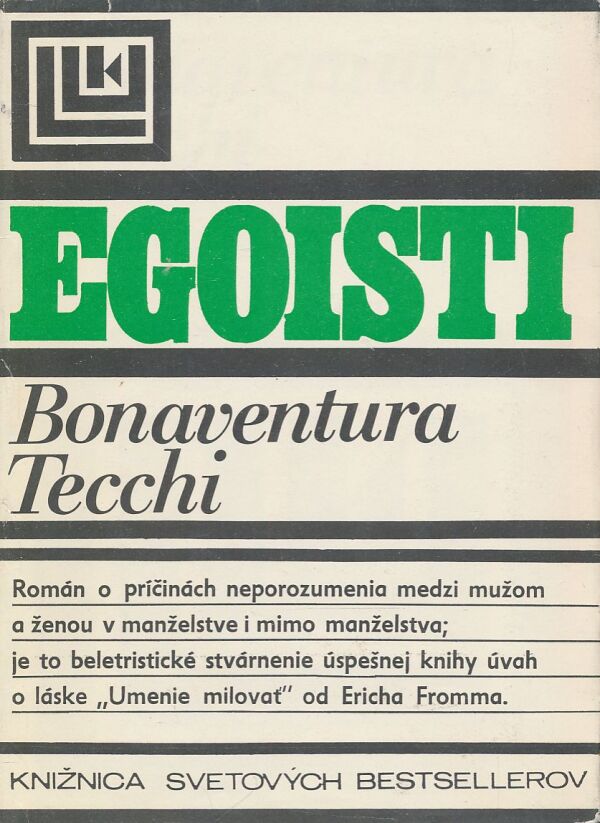 EGOISTI
Bonaventura
Tecchi
Román o príčinách neporozumenia medzi mužom
a ženou v manželstve i mimo manželstva;
je to beletristické stvárnenie úspešnej knihy úvah
o láske „Umenie milovať" od Ericha Fromma.
KNIŽNICA SVETOVÝCH BESTSELLEROV